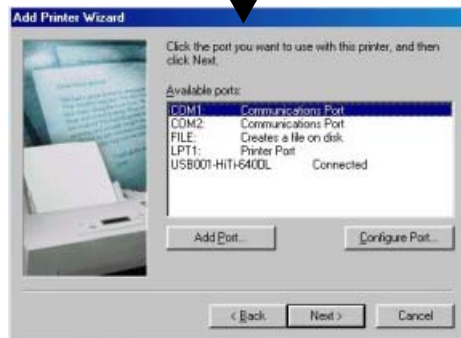 Add Printer Wizard
Click the port you want to use with this printer, and then
click Next.
Available ports:
COM1: Communications Port
COM2: Communications Port
FILE: Creates a file on disk
LPT1: Printer Port
USB001-HiTi-640DL Connected
Add Port...
Configure Port...
< Back
Next >
Cancel